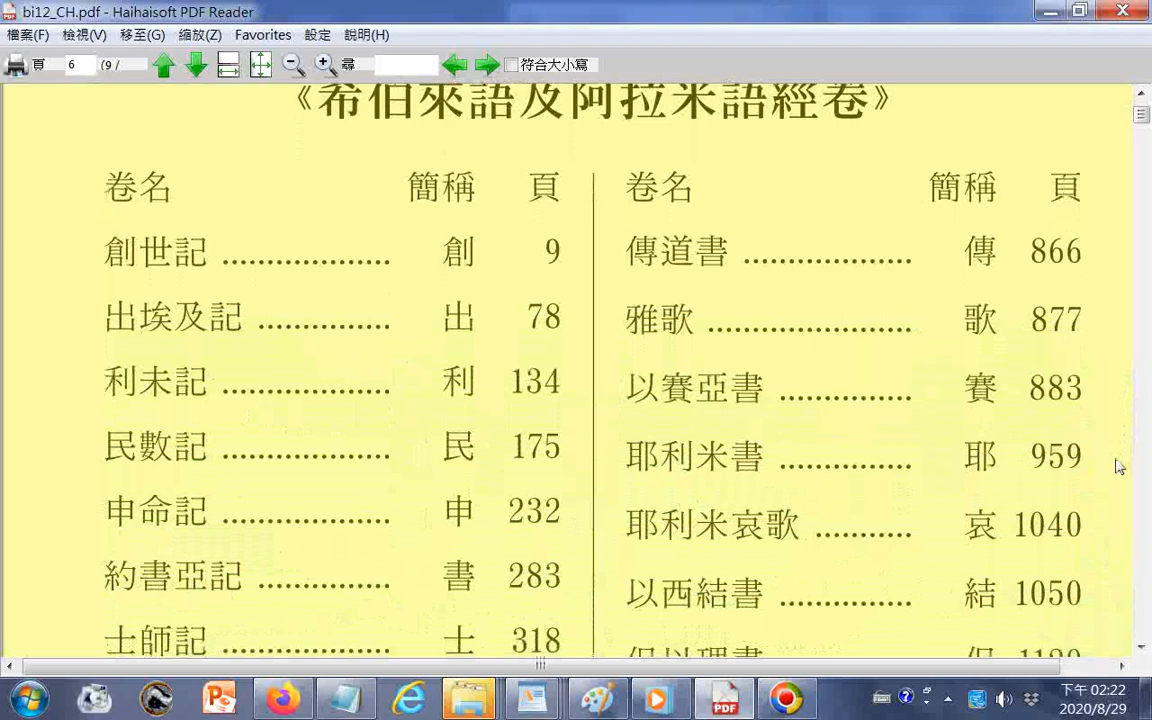 bi12_CH.pdf - Haihaisoft PDF Reader
檔案(F) 檢視(V) 移至(G) 縮放(Z) Favorites 設定 說明(H)
頁 6 (9 / 尋 符合大小寫
《希伯來語及阿拉米語經卷》
卷名 簡稱 頁
創世記 ................... 創 9
出埃及記 ............... 出 78
利未記 ................... 利 134
民數記 ................... 民 175
申命記 ................... 申 232
約書亞記 ............... 書 283
士師記 ................... 士 318
卷名 簡稱 頁
傳道書 ................... 傳 866
雅歌 ....................... 歌 877
以賽亞書 ............... 賽 883
耶利米書 ............... 耶 959
耶利米哀歌 ........... 哀 1040
以西結書 ............... 結 1050
下午 02:22
2020/8/29